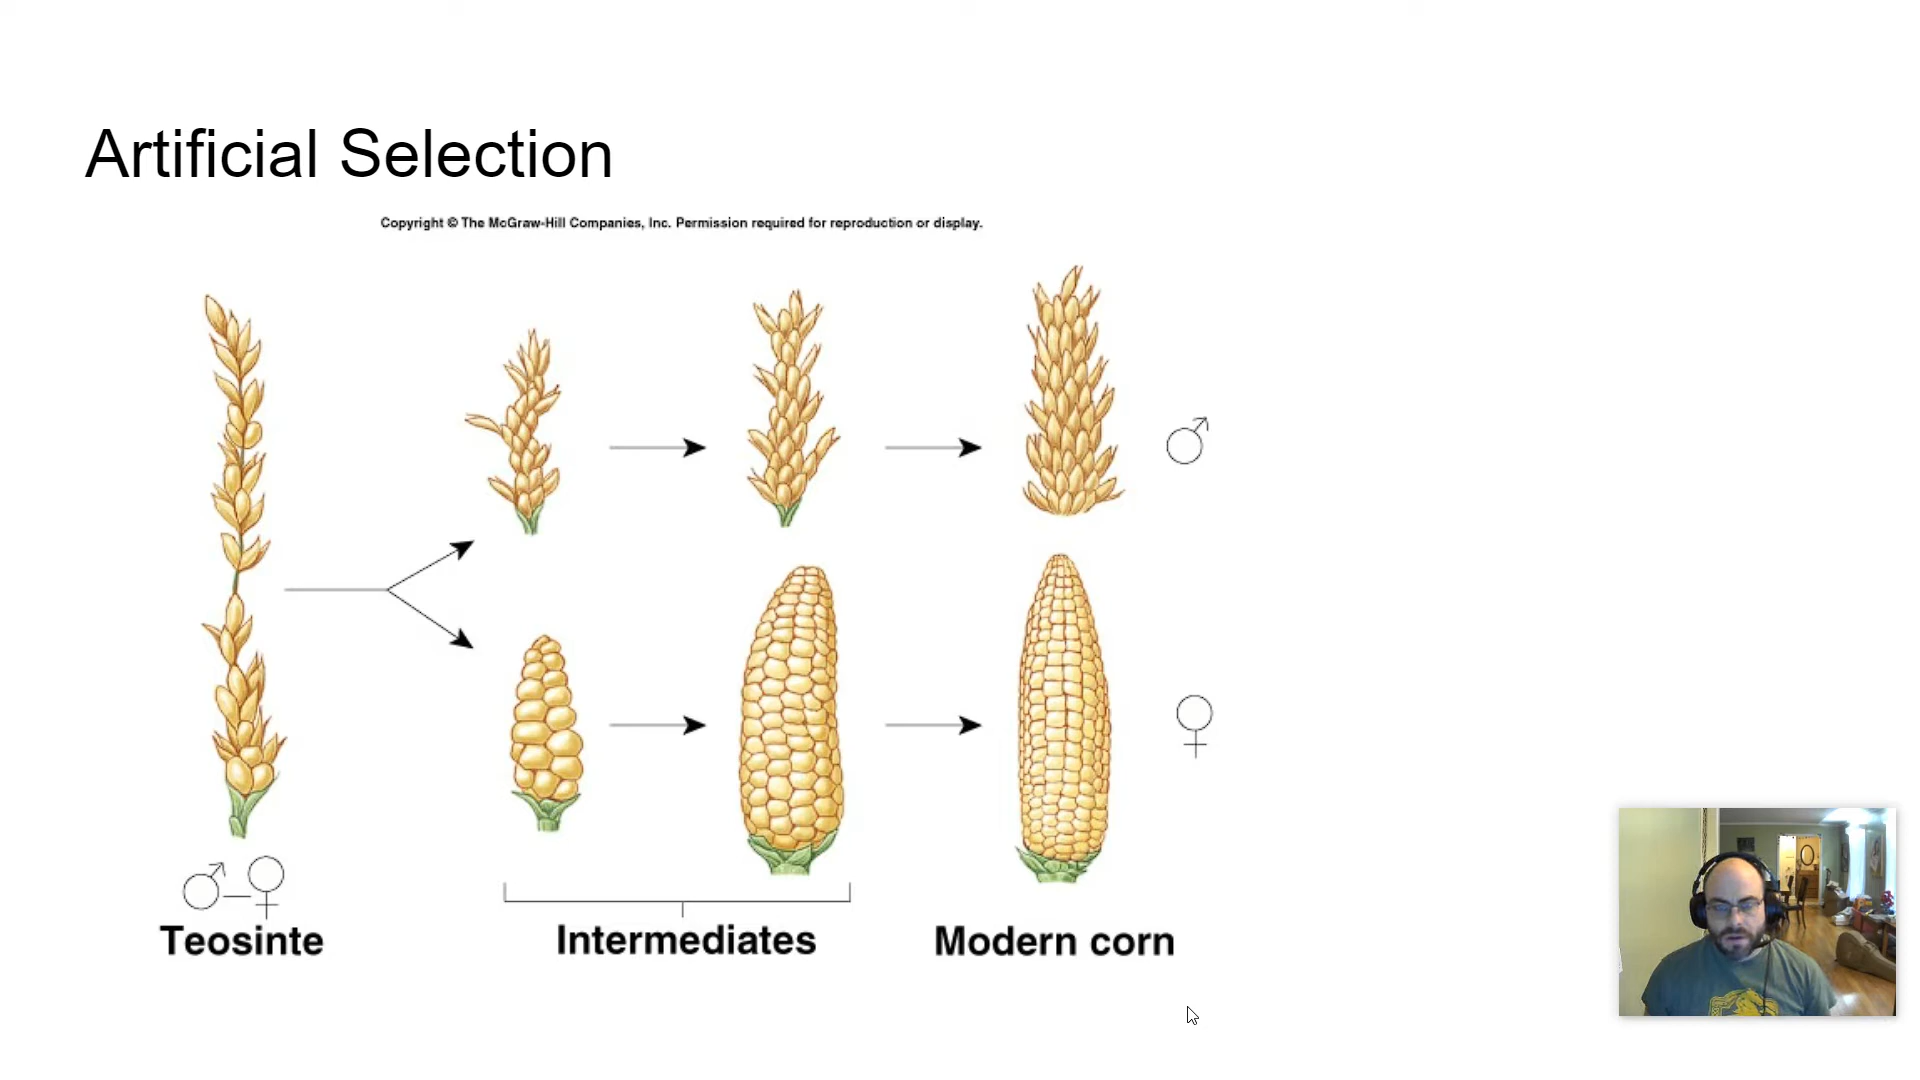 Artificial Selection
Copyright © The McGraw-Hill Companies, Inc. Permission required for reproduction or display.
Teosinte
Intermediates
Modern corn